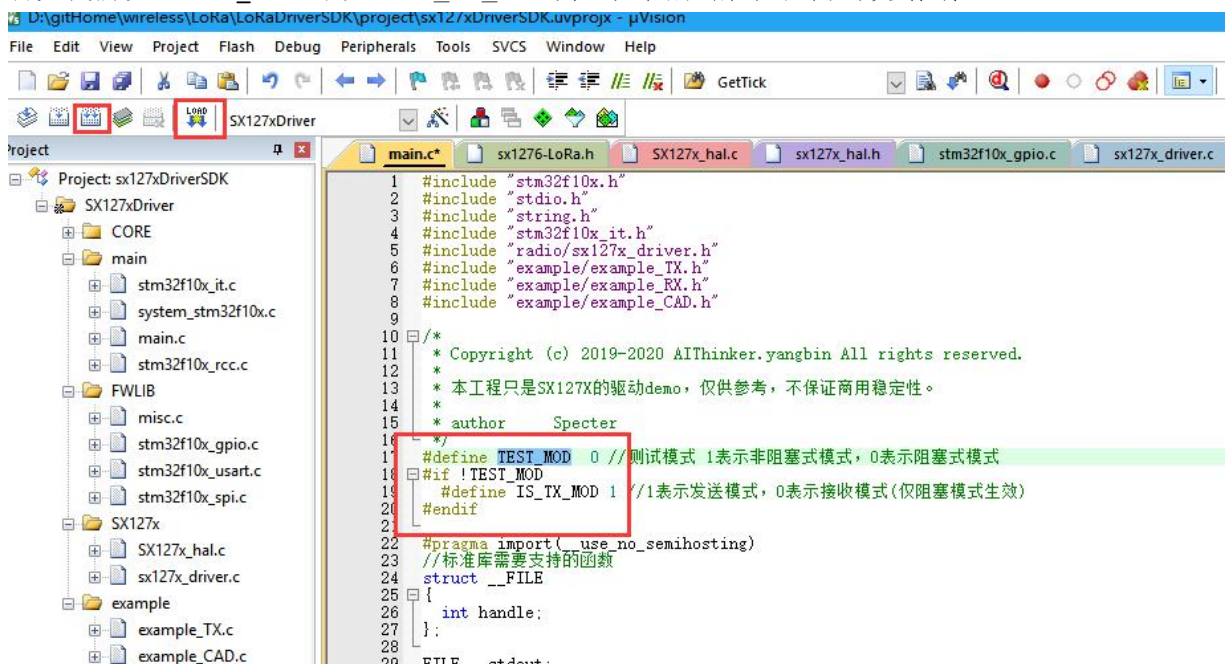 D:\gitHome\wireless\LoRa\LoRaDriverSDK\project\sx127xDriverSDK.uvprojx - µVision
File Edit View Project Flash Debug Peripherals Tools SVCS Window Help
GetTick
LOAD
SX127xDriver
Project
main.c* sx1276-LoRa.h SX127x_hal.c sx127x_hal.h stm32f10x_gpio.c sx127x_driver.c
Project: sx127xDriverSDK
SX127xDriver
CORE
main
stm32f10x_it.c
system_stm32f10x.c
main.c
stm32f10x_rcc.c
FWLIB
misc.c
stm32f10x_gpio.c
stm32f10x_usart.c
stm32f10x_spi.c
SX127x
SX127x_hal.c
sx127x_driver.c
example
example_TX.c
example_CAD.c
1 #include "stm32f10x.h"
2 #include "stdio.h"
3 #include "string.h"
4 #include "stm32f10x_it.h"
5 #include "radio/sx127x_driver.h"
6 #include "example/example_TX.h"
7 #include "example/example_RX.h"
8 #include "example/example_CAD.h"
9
10 /*
11 * Copyright (c) 2019-2020 AIThinker.yangbin All rights reserved.
12 *
13 * 本工程只是SX127X的驱动demo，仅供参考，不保证商用稳定性。
14 *
15 * author Specter
16 */
17 #define TEST_MOD 0 //测试模式 1表示非阻塞式模式，0表示阻塞式模式
18 #if !TEST_MOD
19 #define IS_TX_MOD 1 //1表示发送模式，0表示接收模式(仅阻塞模式生效)
20 #endif
21
22 #pragma import(__use_no_semihosting)
23 //标准库需要支持的函数
24 struct __FILE
25 {
26 int handle;
27 };
28
29 FILE __stdout;